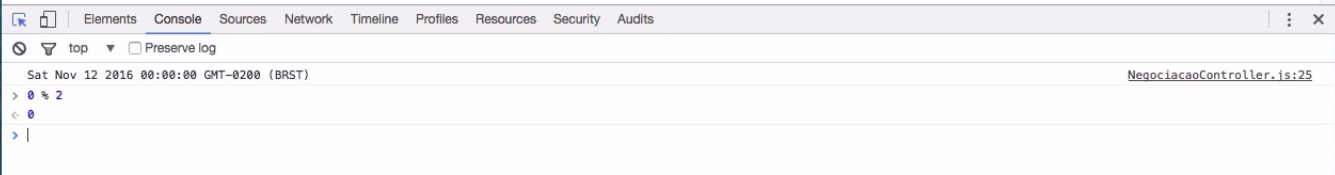 Elements Console Sources Network Timeline Profiles Resources Security Audits
top Preserve log
Sat Nov 12 2016 00:00:00 GMT-0200 (BRST) NegociacaoController.js:25
> 0 % 2
< 0
>